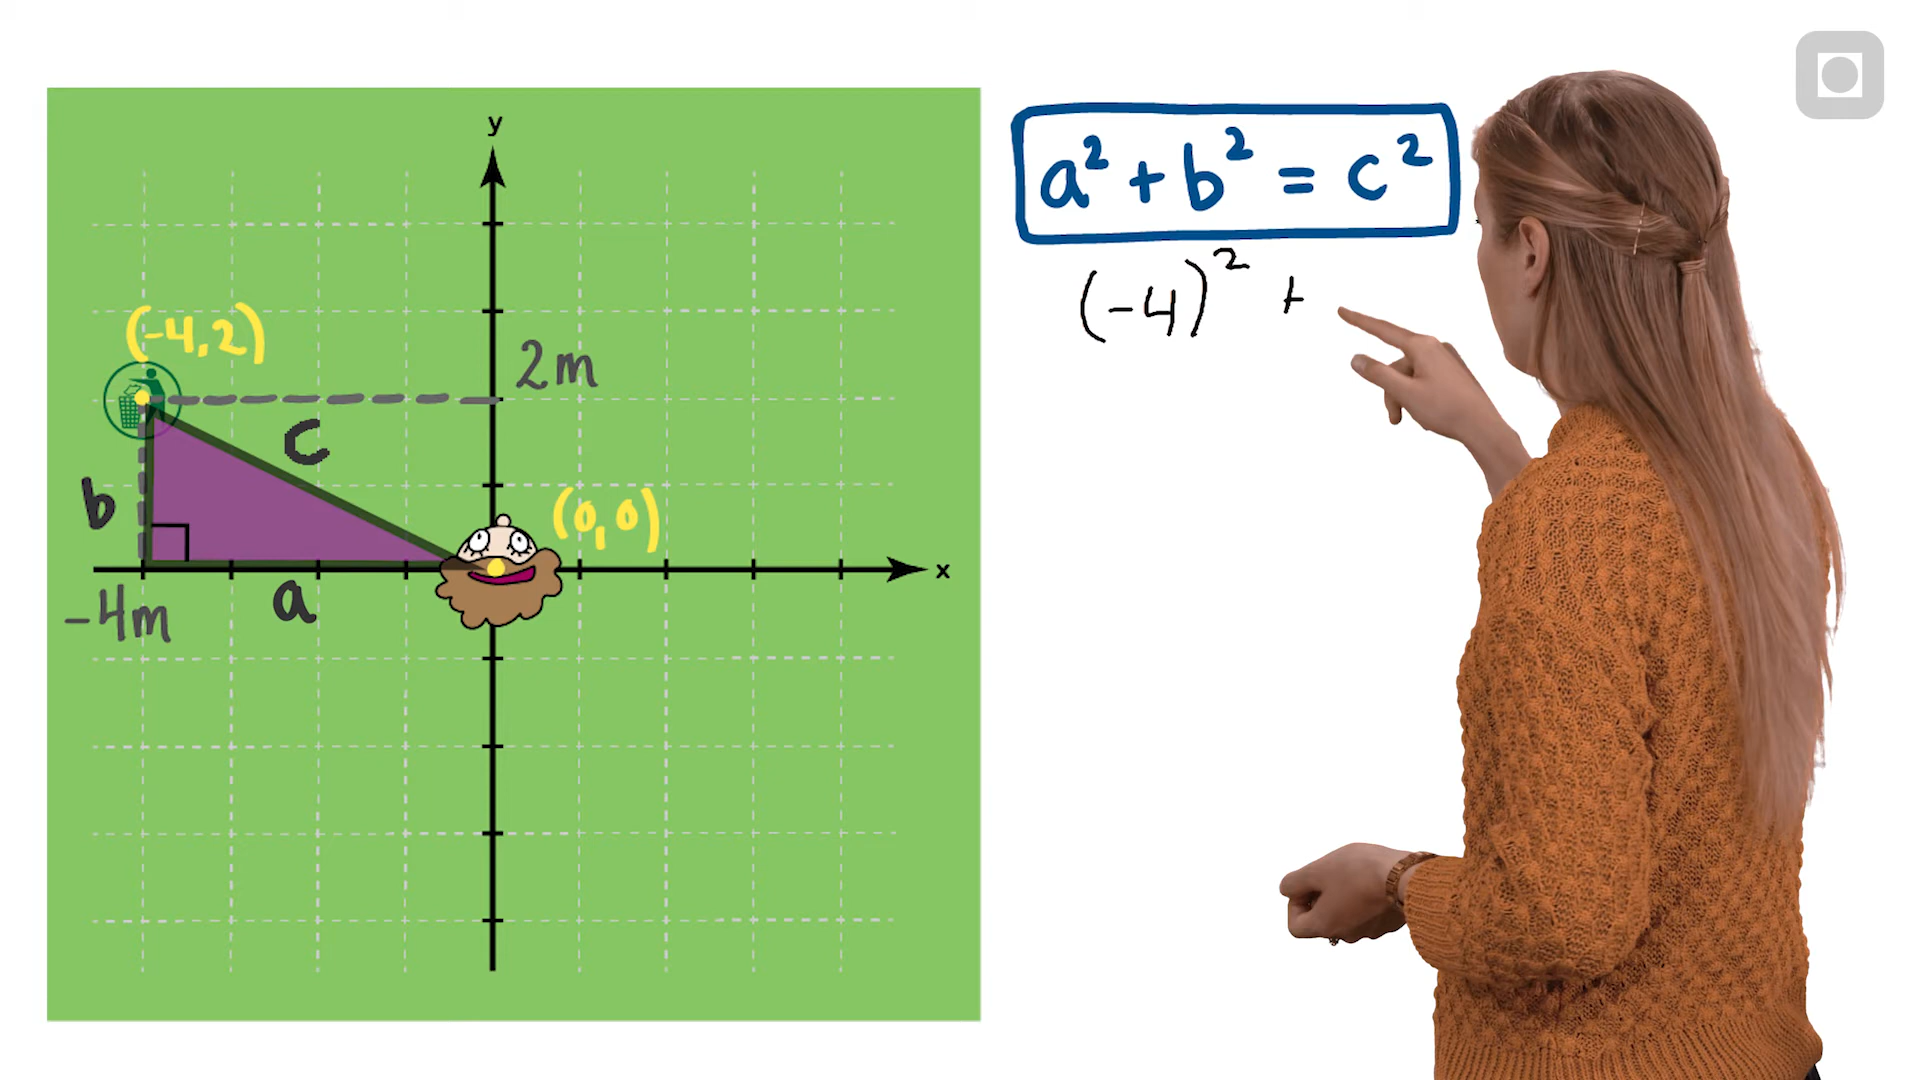 y
a² + b² = c²
(-4)² +
(-4,2)
2m
c
b
(0,0)
x
-4m
a